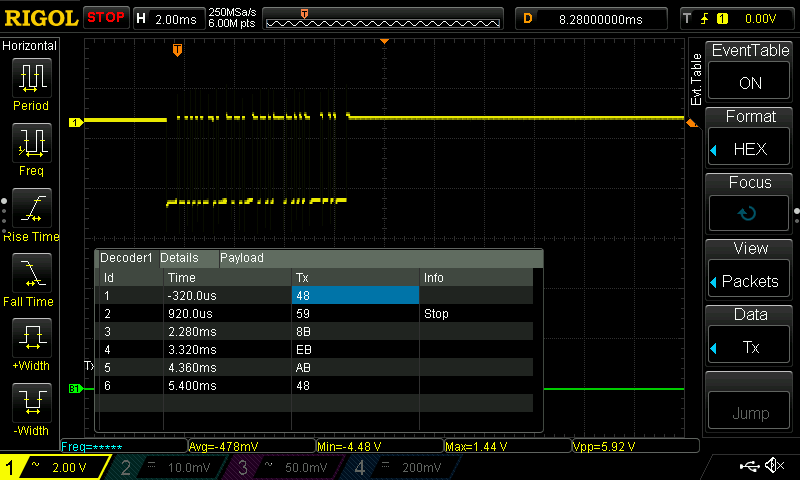 RIGOL STOP H 2.00ms 250MSa/s 6.00M pts T D 8.28000000ms T 1 0.00V
Horizontal
Period
Freq
Rise Time
Fall Time
+Width
-Width
T
1
B1
Tx
Decoder1 Details Payload
Id Time Tx Info
1 -320.0us 48
2 920.0us 59 Stop
3 2.280ms 8B
4 3.320ms EB
5 4.360ms AB
6 5.400ms 48
Evt Table
EventTable
ON
Format
HEX
Focus
View
Packets
Data
Tx
Jump
Freq=***** Avg=-478mV Min=-4.48 V Max=1.44 V Vpp=5.92 V
1 ~ 2.00 V 2 10.0mV 3 ~ 50.0mV 4 200mV